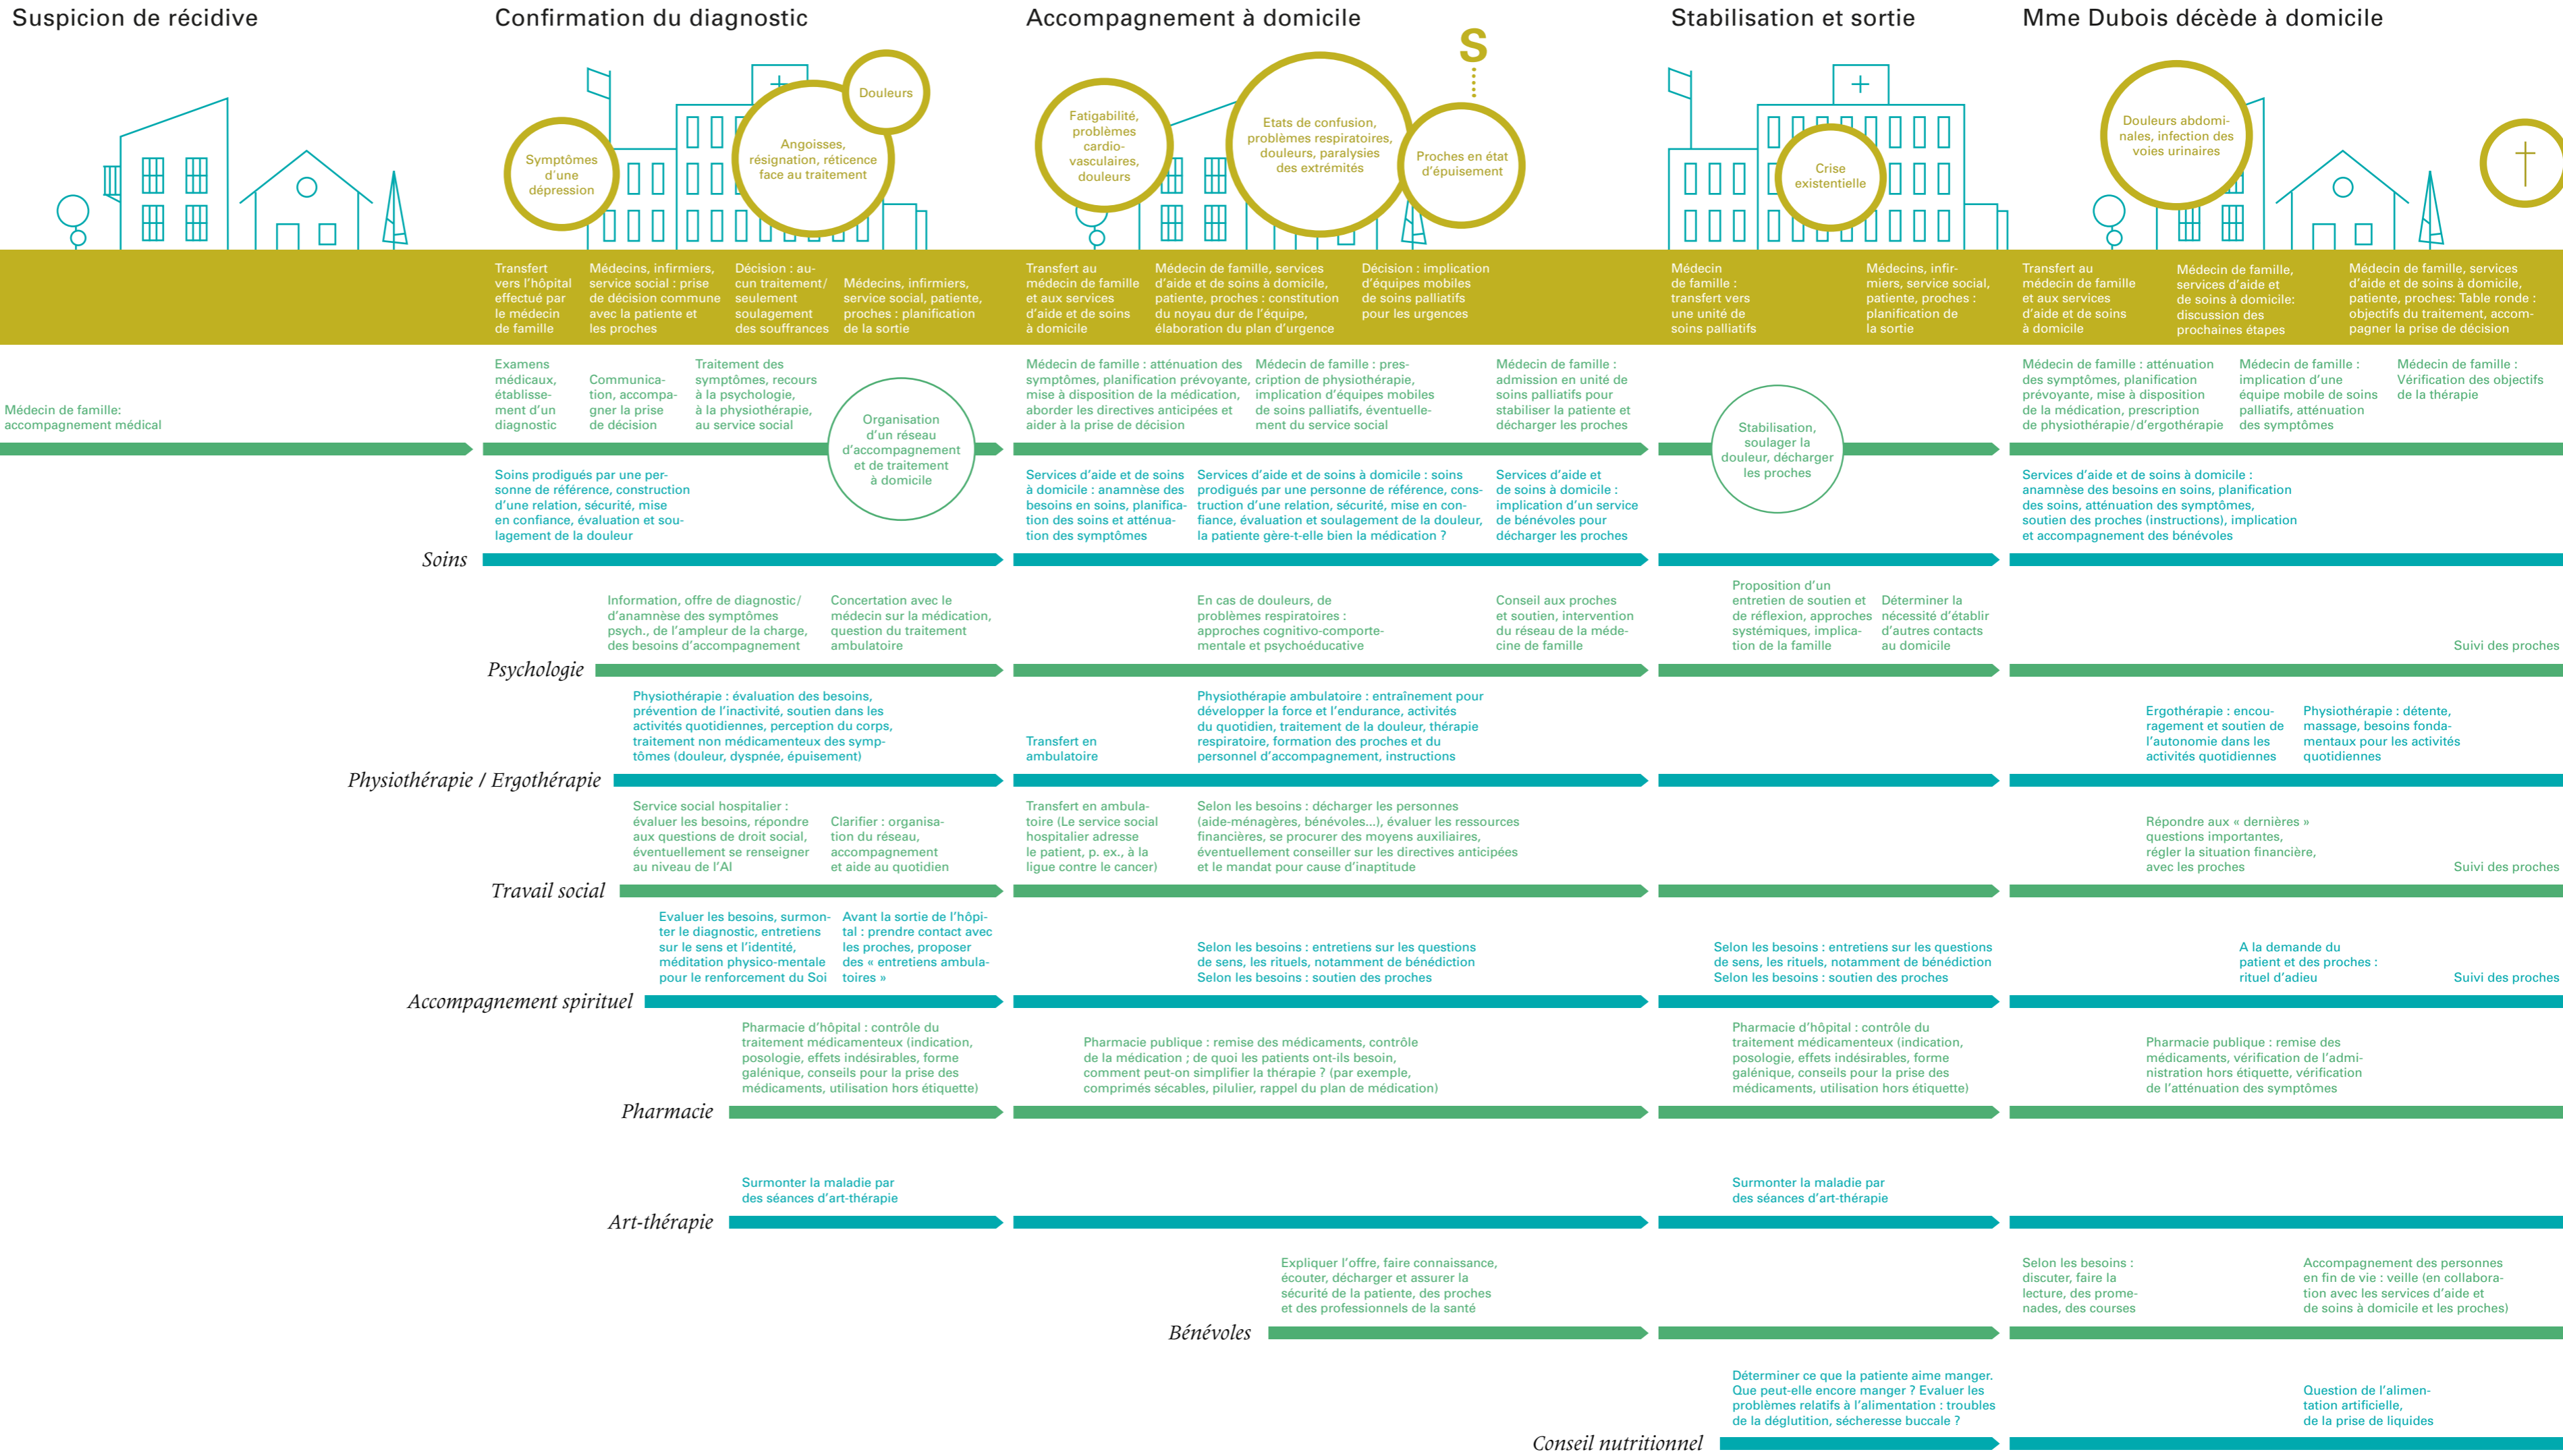 Suspicion de récidive
Confirmation du diagnostic
Accompagnement à domicile
Stabilisation et sortie
Mme Dubois décède à domicile
S
Symptômes
d’une
dépression
Angoisses,
résignation, réticence
face au traitement
Douleurs
Fatigabilité,
problèmes
cardio-
vasculaires,
douleurs
Etats de confusion,
problèmes respiratoires,
douleurs, paralysies
des extrémités
Proches en état
d’épuisement
Crise
existentielle
Douleurs abdomi-
nales, infection des
voies urinaires
Transfert
vers l’hôpital
effectué par
le médecin
de famille
Médecins, infirmiers,
service social : prise
de décision commune
avec la patiente et
les proches
Décision : au-
cun traitement/
seulement
soulagement
des souffrances
Médecins, infirmiers,
service social, patiente,
proches : planification
de la sortie
Transfert au
médecin de famille
et aux services
d’aide et de soins
à domicile
Médecin de famille, services
d’aide et de soins à domicile,
patiente, proches : constitution
du noyau dur de l’équipe,
élaboration du plan d’urgence
Décision : implication
d’équipes mobiles
de soins palliatifs
pour les urgences
Médecin
de famille :
transfert vers
une unité de
soins palliatifs
Médecins, infir-
miers, service social,
patiente, proches :
planification de
la sortie
Transfert au
médecin de famille
et aux services
d’aide et de soins
à domicile
Médecin de famille,
services d’aide et
de soins à domicile:
discussion des
prochaines étapes
Médecin de famille, services
d’aide et de soins à domicile,
patiente, proches: Table ronde :
objectifs du traitement, accom-
pagner la prise de décision
Médecin de famille:
accompagnement médical
Examens
médicaux,
établisse-
ment d’un
diagnostic
Communica-
tion, accompa-
gner la prise
de décision
Traitement des
symptômes, recours
à la psychologie,
à la physiothérapie,
au service social
Organisation
d’un réseau
d’accompagnement
et de traitement
à domicile
Médecin de famille : atténuation des
symptômes, planification prévoyante,
mise à disposition de la médication,
aborder les directives anticipées et
aider à la prise de décision
Médecin de famille : pres-
cription de physiothérapie,
implication d’équipes mobiles
de soins palliatifs, éventuelle-
ment du service social
Médecin de famille :
admission en unité de
soins palliatifs pour
stabiliser la patiente et
décharger les proches
Stabilisation,
soulager la
douleur, décharger
les proches
Médecin de famille : atténuation
des symptômes, planification
prévoyante, mise à disposition
de la médication, prescription
de physiothérapie/d’ergothérapie
Médecin de famille :
implication d’une
équipe mobile de soins
palliatifs, atténuation
des symptômes
Médecin de famille :
Vérification des objectifs
de la thérapie
Soins
Soins prodigués par une per-
sonne de référence, construction
d’une relation, sécurité, mise
en confiance, évaluation et sou-
lagement de la douleur
Services d’aide et de soins
à domicile : anamnèse des
besoins en soins, planifica-
tion des soins et atténua-
tion des symptômes
Services d’aide et de soins à domicile : soins
prodigués par une personne de référence, cons-
truction d’une relation, sécurité, mise en con-
fiance, évaluation et soulagement de la douleur,
la patiente gère-t-elle bien la médication ?
Services d’aide et
de soins à domicile :
implication d’un service
de bénévoles pour
décharger les proches
Services d’aide et de soins à domicile :
anamnèse des besoins en soins, planification
des soins, atténuation des symptômes,
soutien des proches (instructions), implication
et accompagnement des bénévoles
Psychologie
Information, offre de diagnostic/
d’anamnèse des symptômes
psych., de l’ampleur de la charge,
des besoins d’accompagnement
Concertation avec le
médecin sur la médication,
question du traitement
ambulatoire
En cas de douleurs, de
problèmes respiratoires :
approches cognitivo-comporte-
mentale et psychoéducative
Conseil aux proches
et soutien, intervention
du réseau de la méde-
cine de famille
Proposition d’un
entretien de soutien et
de réflexion, approches
systémiques, implica-
tion de la famille
Déterminer la
nécessité d’établir
d’autres contacts
au domicile
Suivi des proches
Physiothérapie / Ergothérapie
Physiothérapie : évaluation des besoins,
prévention de l’inactivité, soutien dans les
activités quotidiennes, perception du corps,
traitement non médicamenteux des symp-
tômes (douleur, dyspnée, épuisement)
Transfert en
ambulatoire
Physiothérapie ambulatoire : entraînement pour
développer la force et l’endurance, activités
du quotidien, traitement de la douleur, thérapie
respiratoire, formation des proches et du
personnel d’accompagnement, instructions
Ergothérapie : encou-
ragement et soutien de
l’autonomie dans les
activités quotidiennes
Physiothérapie : détente,
massage, besoins fonda-
mentaux pour les activités
quotidiennes
Travail social
Service social hospitalier :
évaluer les besoins, répondre
aux questions de droit social,
éventuellement se renseigner
au niveau de l’AI
Clarifier : organisa-
tion du réseau,
accompagnement
et aide au quotidien
Transfert en ambula-
toire (Le service social
hospitalier adresse
le patient, p. ex., à la
ligue contre le cancer)
Selon les besoins : décharger les personnes
(aide-ménagères, bénévoles...), évaluer les ressources
financières, se procurer des moyens auxiliaires,
éventuellement conseiller sur les directives anticipées
et le mandat pour cause d’inaptitude
Répondre aux « dernières »
questions importantes,
régler la situation financière,
avec les proches
Suivi des proches
Accompagnement spirituel
Evaluer les besoins, surmon-
ter le diagnostic, entretiens
sur le sens et l’identité,
méditation physico-mentale
pour le renforcement du Soi
Avant la sortie de l’hôpi-
tal : prendre contact avec
les proches, proposer
des « entretiens ambula-
toires »
Selon les besoins : entretiens sur les questions
de sens, les rituels, notamment de bénédiction
Selon les besoins : soutien des proches
Selon les besoins : entretiens sur les questions
de sens, les rituels, notamment de bénédiction
Selon les besoins : soutien des proches
A la demande du
patient et des proches :
rituel d’adieu
Suivi des proches
Pharmacie
Pharmacie d’hôpital : contrôle du
traitement médicamenteux (indication,
posologie, effets indésirables, forme
galénique, conseils pour la prise des
médicaments, utilisation hors étiquette)
Pharmacie publique : remise des médicaments, contrôle
de la médication ; de quoi les patients ont-ils besoin,
comment peut-on simplifier la thérapie ? (par exemple,
comprimés sécables, pilulier, rappel du plan de médication)
Pharmacie d’hôpital : contrôle du
traitement médicamenteux (indication,
posologie, effets indésirables, forme
galénique, conseils pour la prise des
médicaments, utilisation hors étiquette)
Pharmacie publique : remise des
médicaments, vérification de l’admi-
nistration hors étiquette, vérification
de l’atténuation des symptômes
Art-thérapie
Surmonter la maladie par
des séances d’art-thérapie
Surmonter la maladie par
des séances d’art-thérapie
Bénévoles
Expliquer l’offre, faire connaissance,
écouter, décharger et assurer la
sécurité de la patiente, des proches
et des professionnels de la santé
Selon les besoins :
discuter, faire la
lecture, des prome-
nades, des courses
Accompagnement des personnes
en fin de vie : veille (en collabora-
tion avec les services d’aide et
de soins à domicile et les proches)
Conseil nutritionnel
Déterminer ce que la patiente aime manger.
Que peut-elle encore manger ? Evaluer les
problèmes relatifs à l’alimentation : troubles
de la déglutition, sécheresse buccale ?
Question de l’alimen-
tation artificielle,
de la prise de liquides